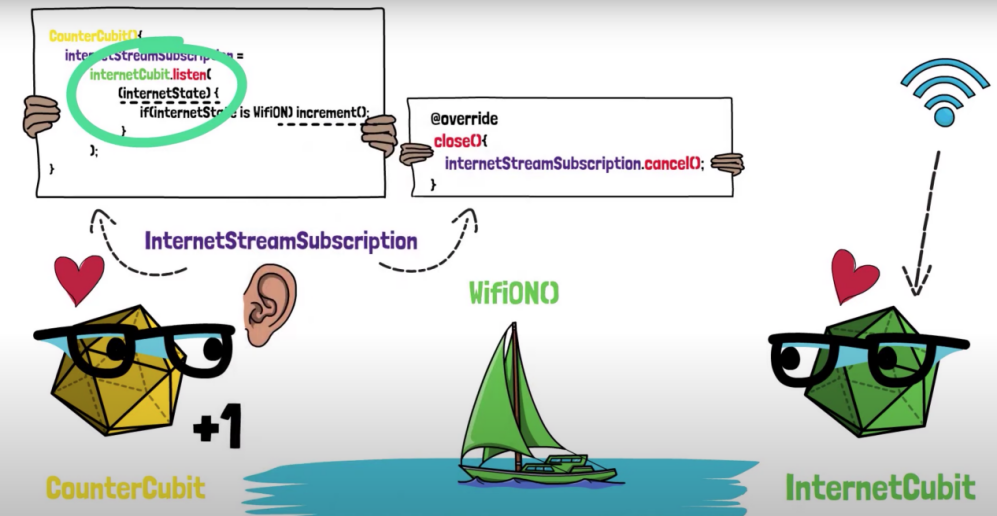 CounterCubit(){
internetStreamSubscription =
internetCubit.listen(
(internetState) {
if(internetState is WifiON) increment();
}
);
}
@override
close(){
internetStreamSubscription.cancel();
}
InternetStreamSubscription
WifiON()
+1
CounterCubit
InternetCubit